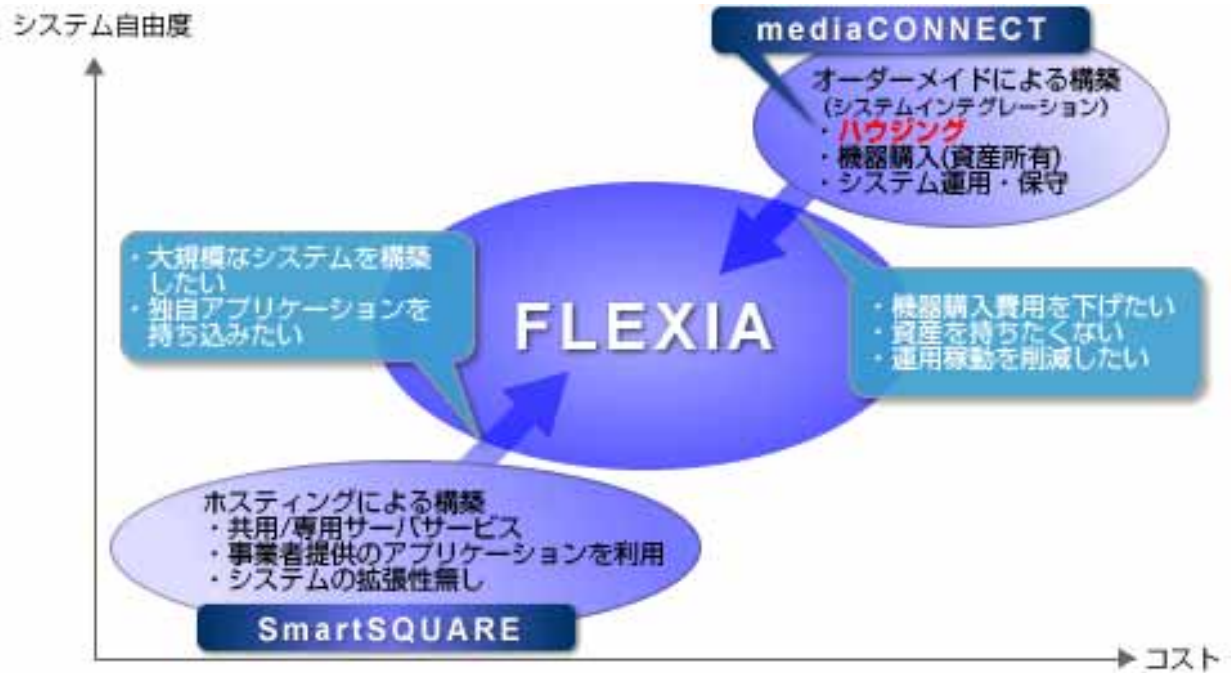 システム自由度
mediaCONNECT
オーダーメイドによる構築
(システムインテグレーション)
・ハウジング
・機器購入(資産所有)
・システム運用・保守
・大規模なシステムを構築
したい
・独自アプリケーションを
持ち込みたい
FLEXIA
・機器購入費用を下げたい
・資産を持ちたくない
・運用稼動を削減したい
ホスティングによる構築
・共用/専用サーバサービス
・事業者提供のアプリケーションを利用
・システムの拡張性無し
SmartSQUARE
コスト